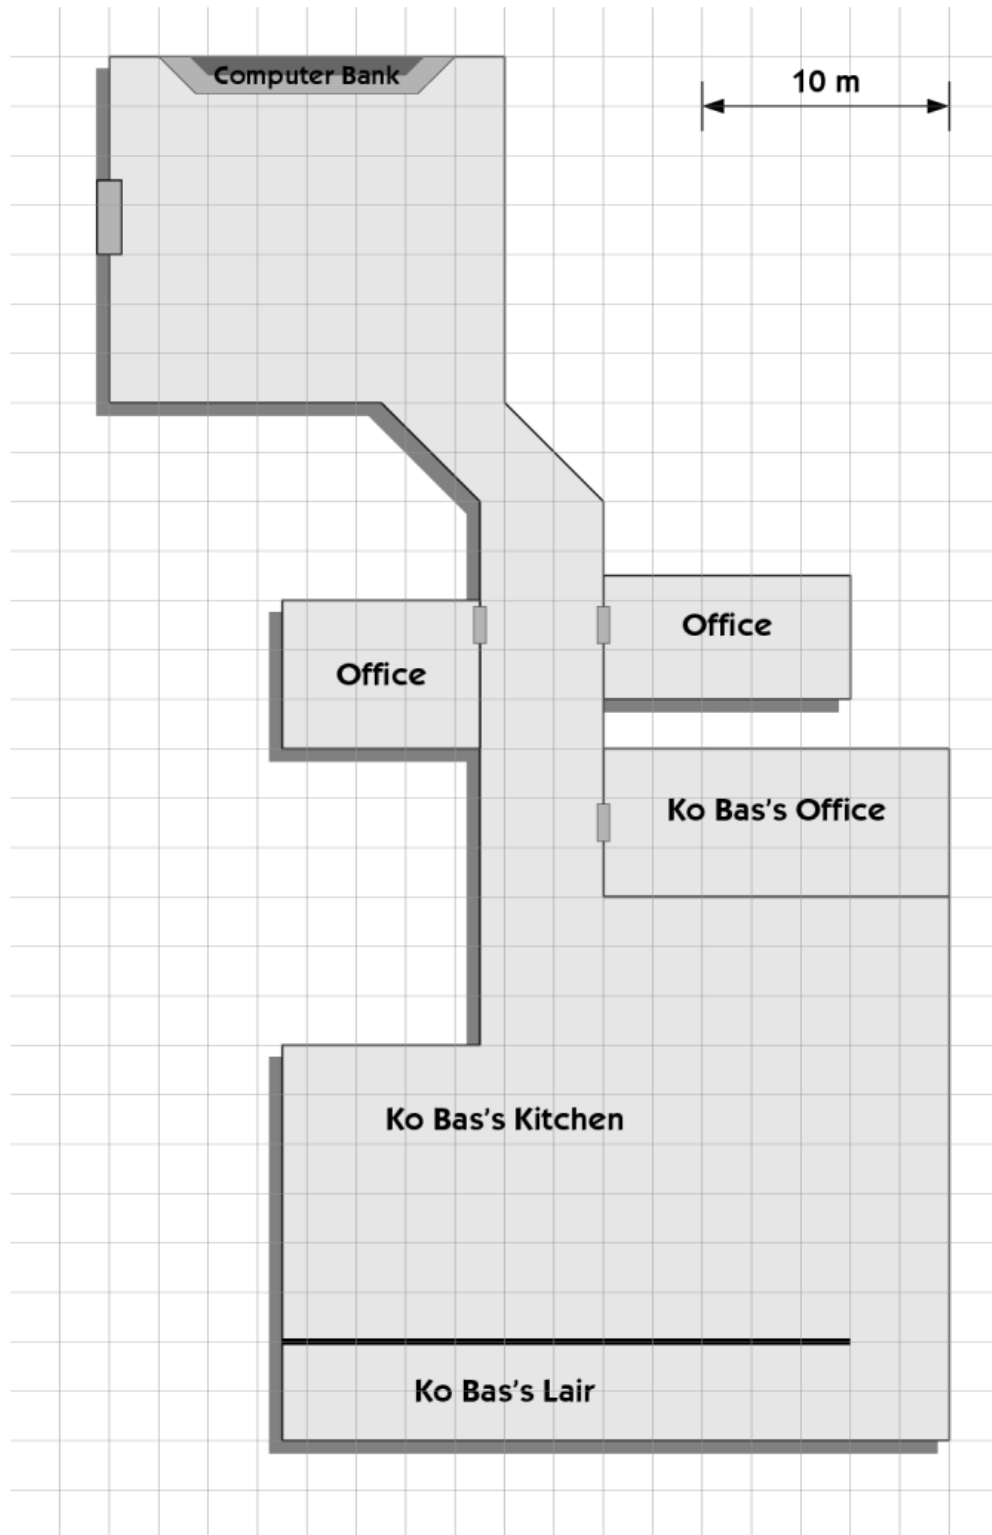 Computer Bank
10 m
Office
Office
Ko Bas's Office
Ko Bas's Kitchen
Ko Bas's Lair